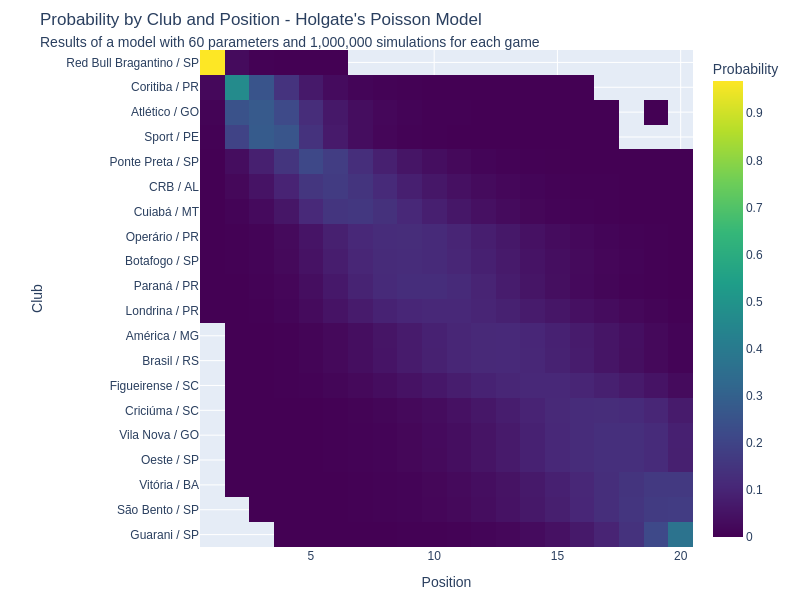 Probability by Club and Position - Holgate's Poisson Model
Results of a model with 60 parameters and 1,000,000 simulations for each game
Probability
Red Bull Bragantino / SP
Coritiba / PR
Atlético / GO
Sport / PE
Ponte Preta / SP
CRB / AL
Cuiabá / MT
Operário / PR
Botafogo / SP
Paraná / PR
Londrina / PR
América / MG
Brasil / RS
Figueirense / SC
Criciúma / SC
Vila Nova / GO
Oeste / SP
Vitória / BA
São Bento / SP
Guarani / SP
Club
5
10
15
20
Position
0.9
0.8
0.7
0.6
0.5
0.4
0.3
0.2
0.1
0